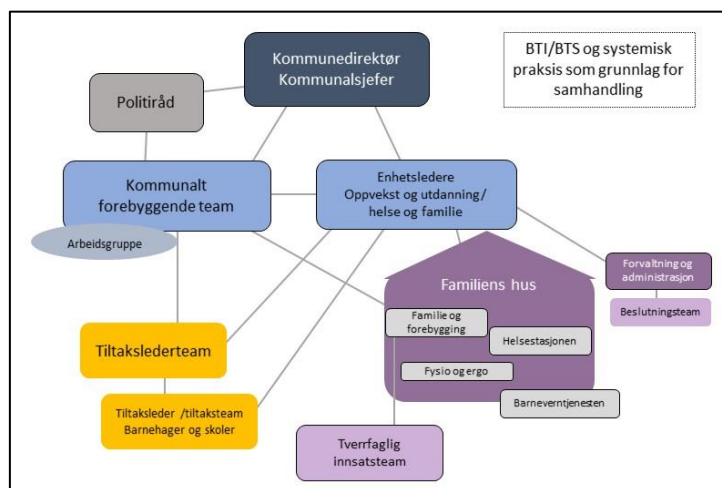 Kommunedirektør
Kommunalsjefer
BTI/BTS og systemisk
praksis som grunnlag for
samhandling
Politiråd
Kommunalt
forebyggende team
Arbeidsgruppe
Enhetsledere
Oppvekst og utdanning/
helse og familie
Forvaltning og
administrasjon
Beslutningsteam
Familiens hus
Familie og
forebygging
Helsestasjonen
Fysio og ergo
Barneverntjenesten
Tiltakslederteam
Tiltaksleder /tiltaksteam
Barnehager og skoler
Tverrfaglig
innsatsteam